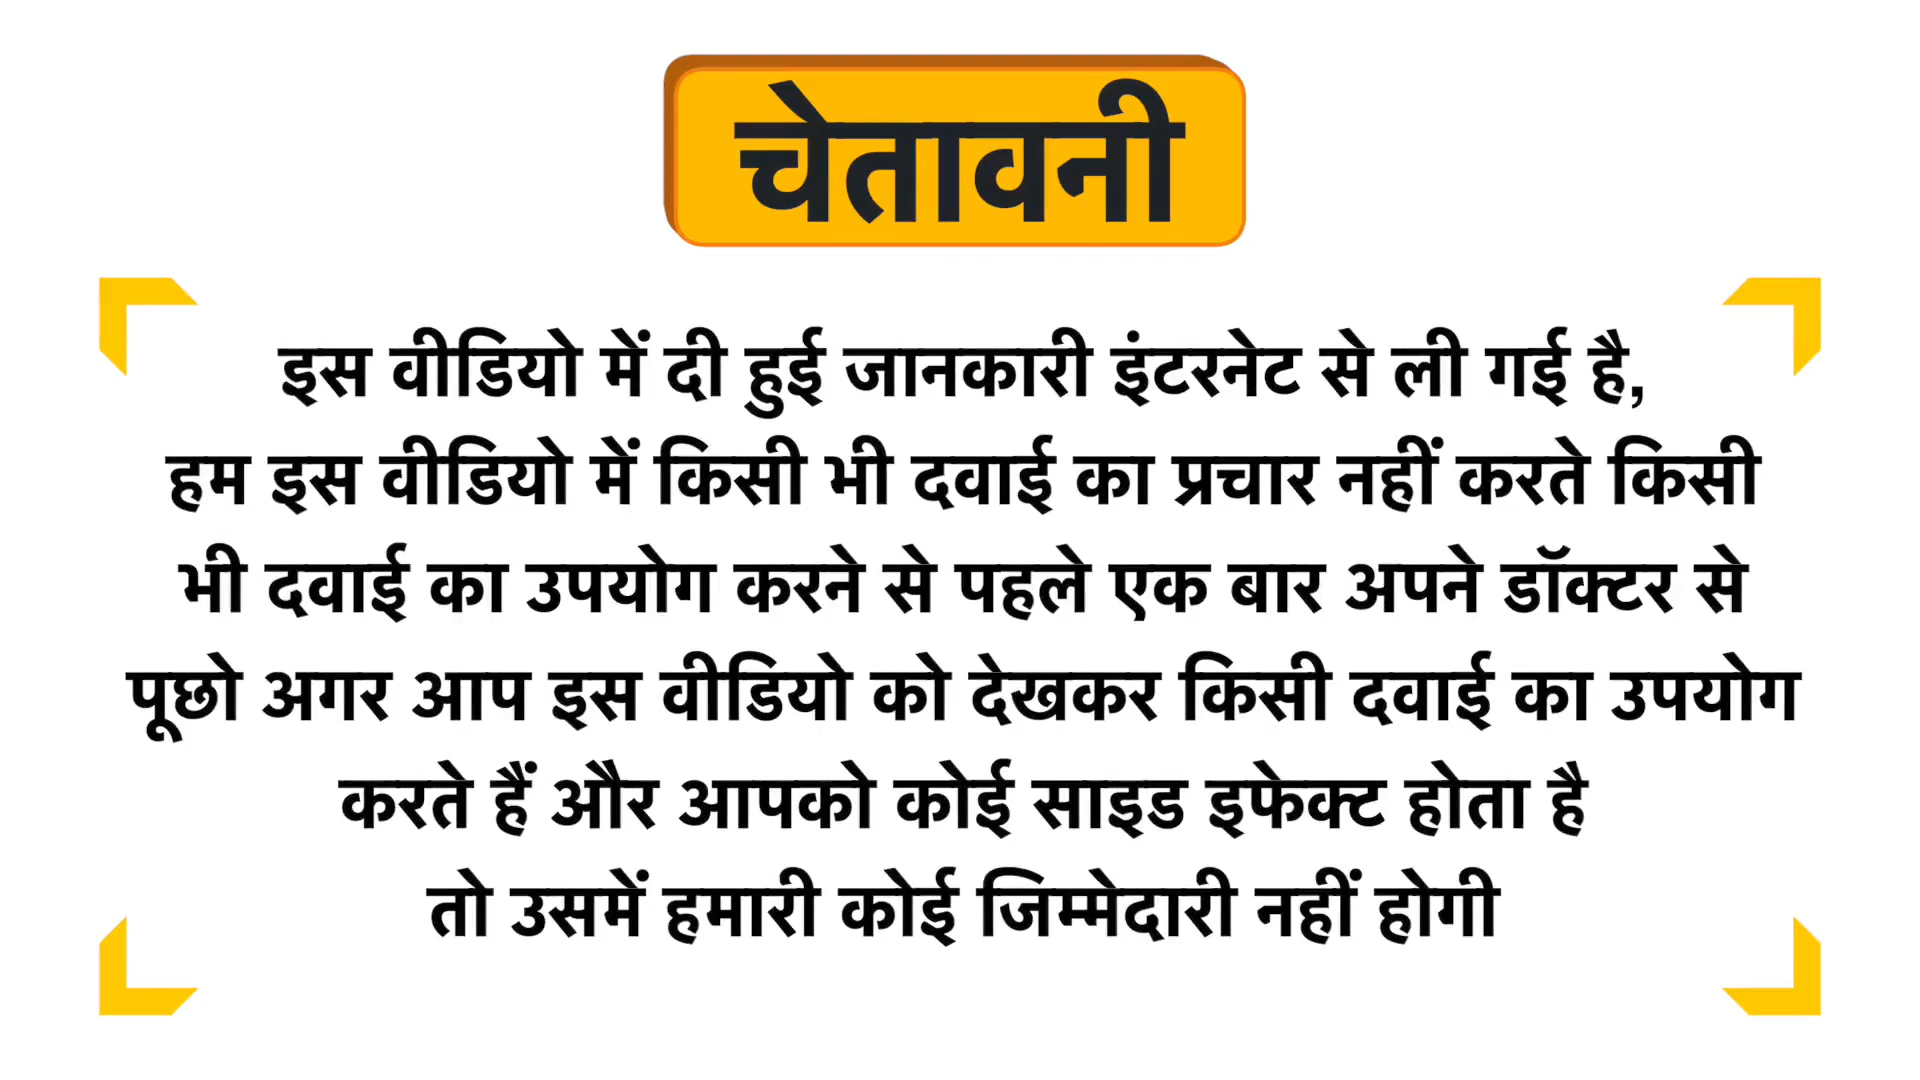 चेतावनी
इस वीडियो में दी हुई जानकारी इंटरनेट से ली गई है,
हम इस वीडियो में किसी भी दवाई का प्रचार नहीं करते किसी
भी दवाई का उपयोग करने से पहले एक बार अपने डॉक्टर से
पूछो अगर आप इस वीडियो को देखकर किसी दवाई का उपयोग
करते हैं और आपको कोई साइड इफेक्ट होता है
तो उसमें हमारी कोई जिम्मेदारी नहीं होगी